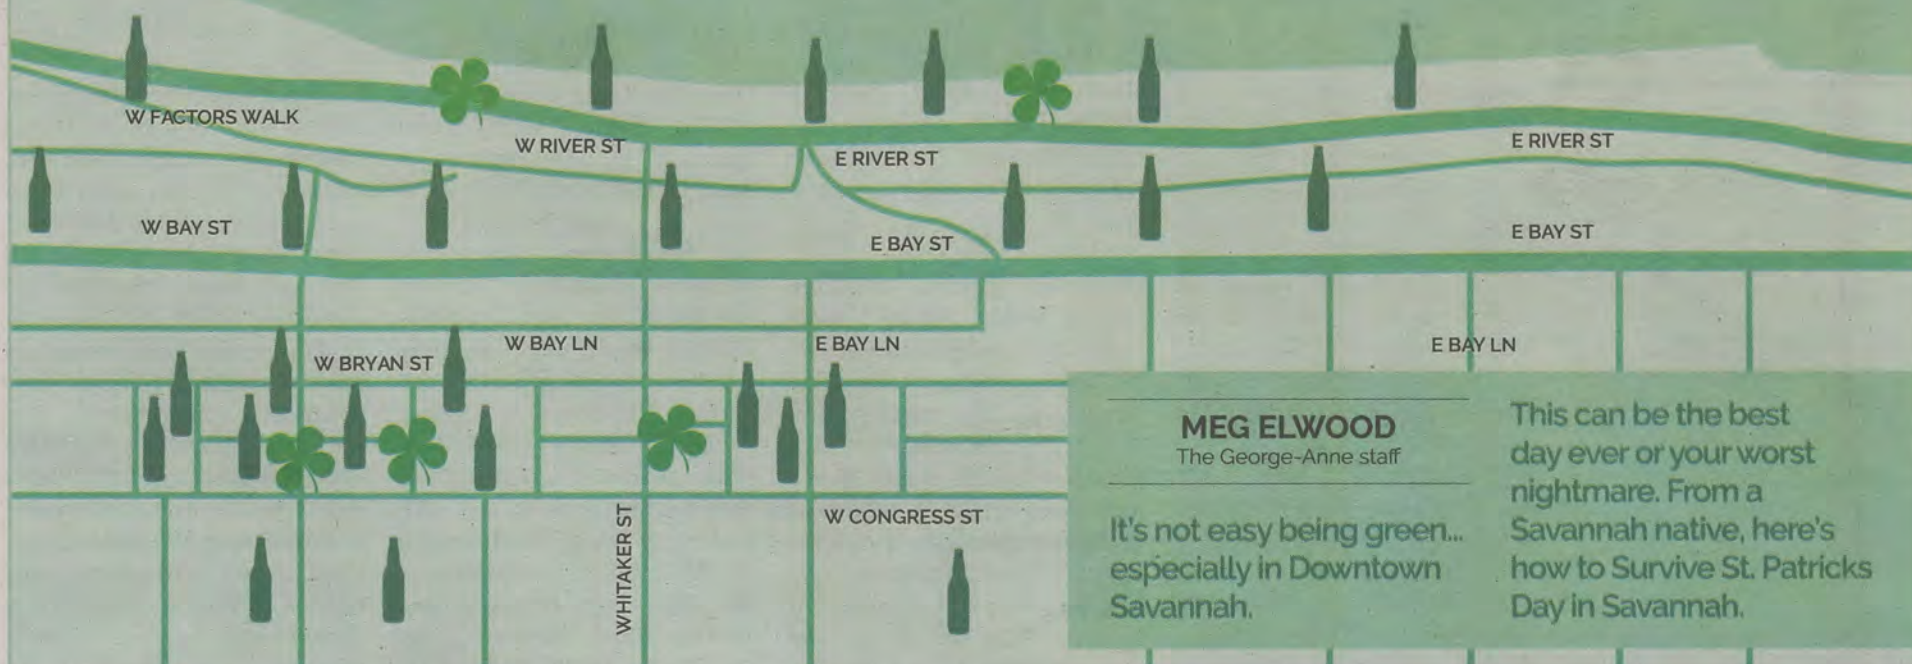 W FACTORS WALK
W RIVER ST
E RIVER ST
E RIVER ST
W BAY ST
E BAY ST
E BAY ST
W BAY LN
E BAY LN
E BAY LN
W BRYAN ST
W CONGRESS ST
WHITAKER ST
MEG ELWOOD
The George-Anne staff
It's not easy being green...
especially in Downtown
Savannah.
This can be the best
day ever or your worst
nightmare. From a
Savannah native, here's
how to Survive St. Patricks
Day in Savannah.